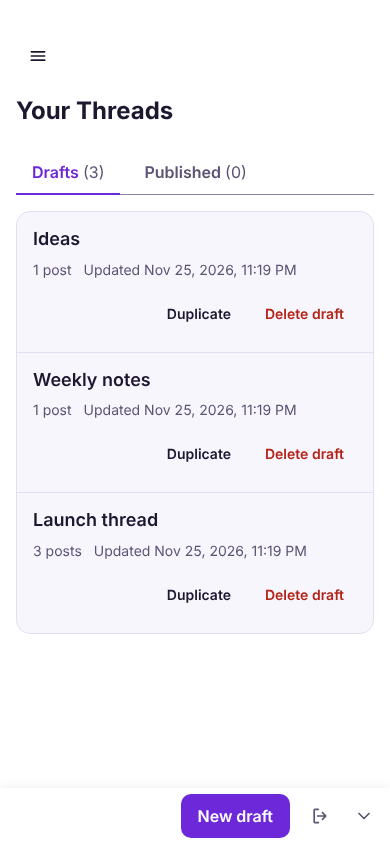 Your Threads
Drafts (3) Published (0)
Ideas
1 post Updated Nov 25, 2026, 11:19 PM
Duplicate Delete draft
Weekly notes
1 post Updated Nov 25, 2026, 11:19 PM
Duplicate Delete draft
Launch thread
3 posts Updated Nov 25, 2026, 11:19 PM
Duplicate Delete draft
New draft